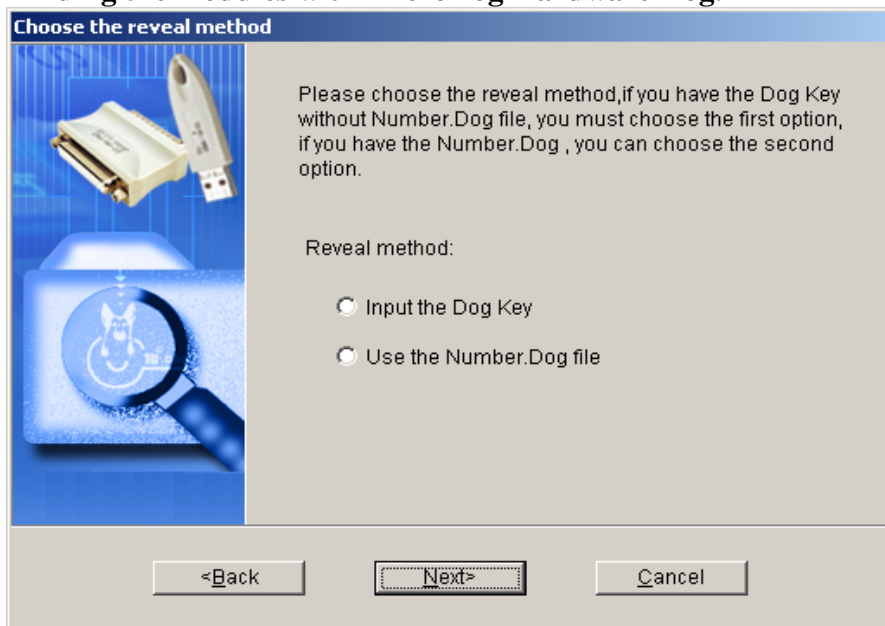 Choose the reveal method
Please choose the reveal method,if you have the Dog Key
without Number.Dog file, you must choose the first option,
if you have the Number.Dog , you can choose the second
option.
Reveal method:
Input the Dog Key
Use the Number.Dog file
<Back
Next>
Cancel